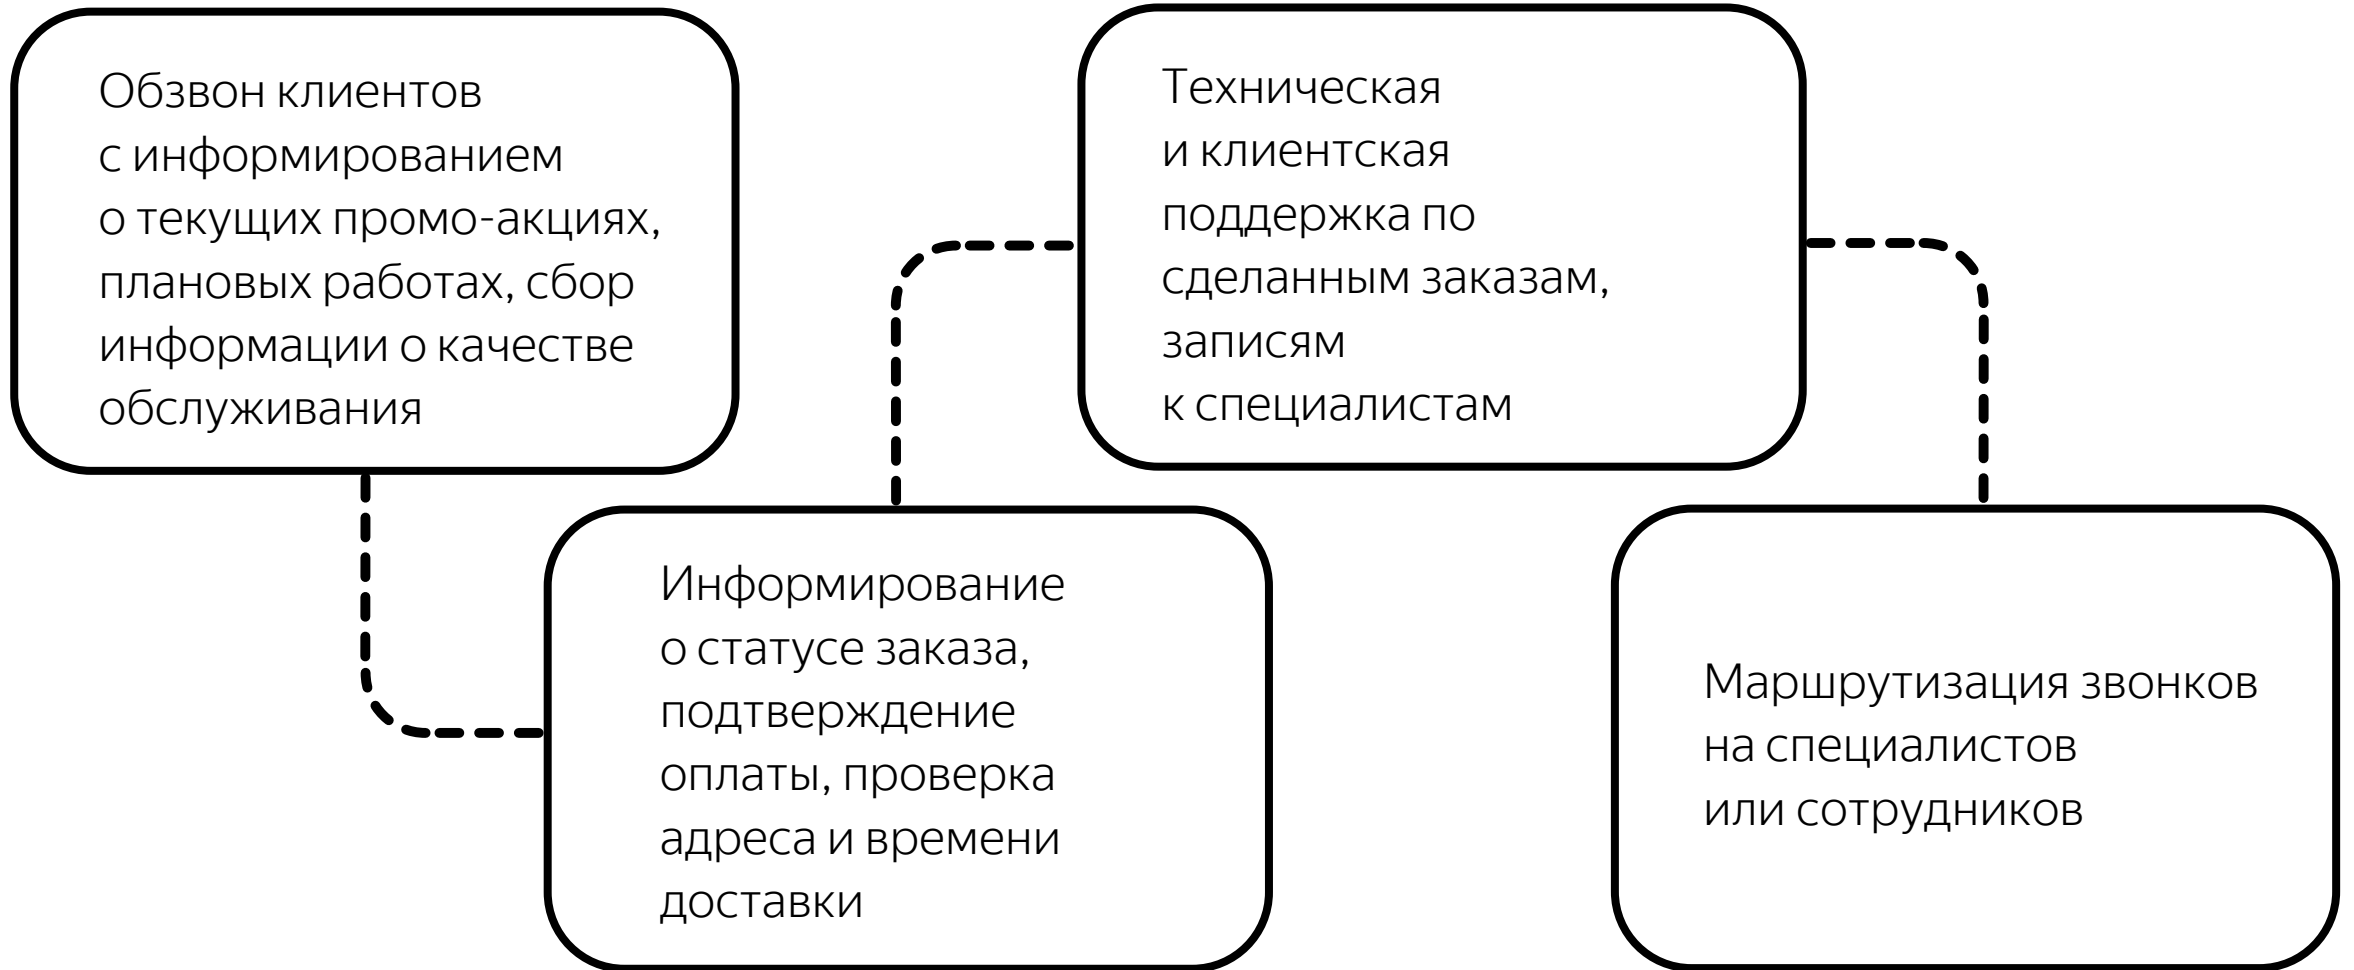 Обзвон клиентов
с информированием
о текущих промо-акциях,
плановых работах, сбор
информации о качестве
обслуживания
Информирование
о статусе заказа,
подтверждение
оплаты, проверка
адреса и времени
доставки
Техническая
и клиентская
поддержка по
сделанным заказам,
записям
к специалистам
Маршрутизация звонков
на специалистов
или сотрудников